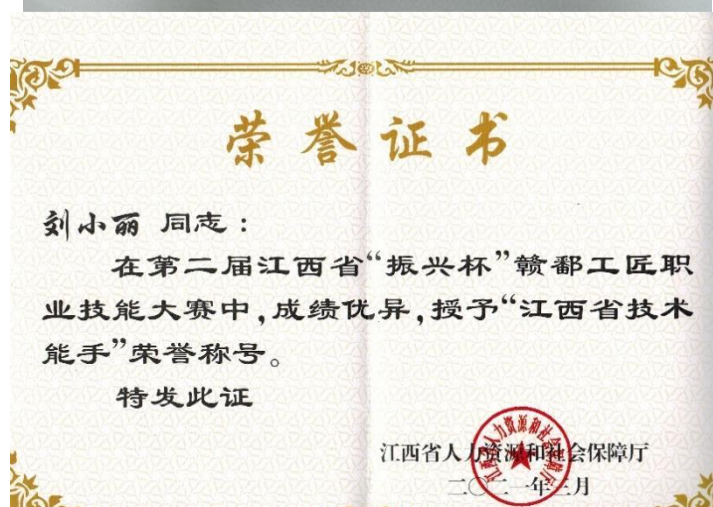 荣誉证书
刘小丽 同志：
在第二届江西省“振兴杯”赣鄱工匠职
业技能大赛中,成绩优异,授予“江西省技术
能手”荣誉称号。
特发此证
江西省人力资源和社会保障厅
二〇二一年三月